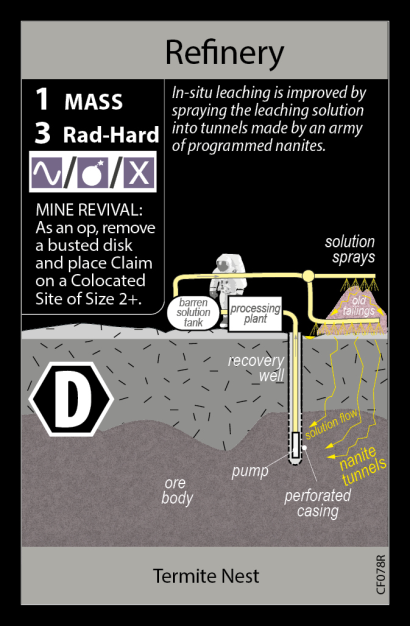 Refinery
1 MASS
3 Rad-Hard
/ / X
MINE REVIVAL:
As an op, remove
a busted disk
and place Claim
on a Colocated
Site of Size 2+.
In-situ leaching is improved by
spraying the leaching solution
into tunnels made by an army
of programmed nanites.
solution
sprays
barren
solution
tank
processing
plant
old
tailings
recovery
well
D
solution flow
nanite
tunnels
pump
perforated
casing
ore
body
Termite Nest
CF078R